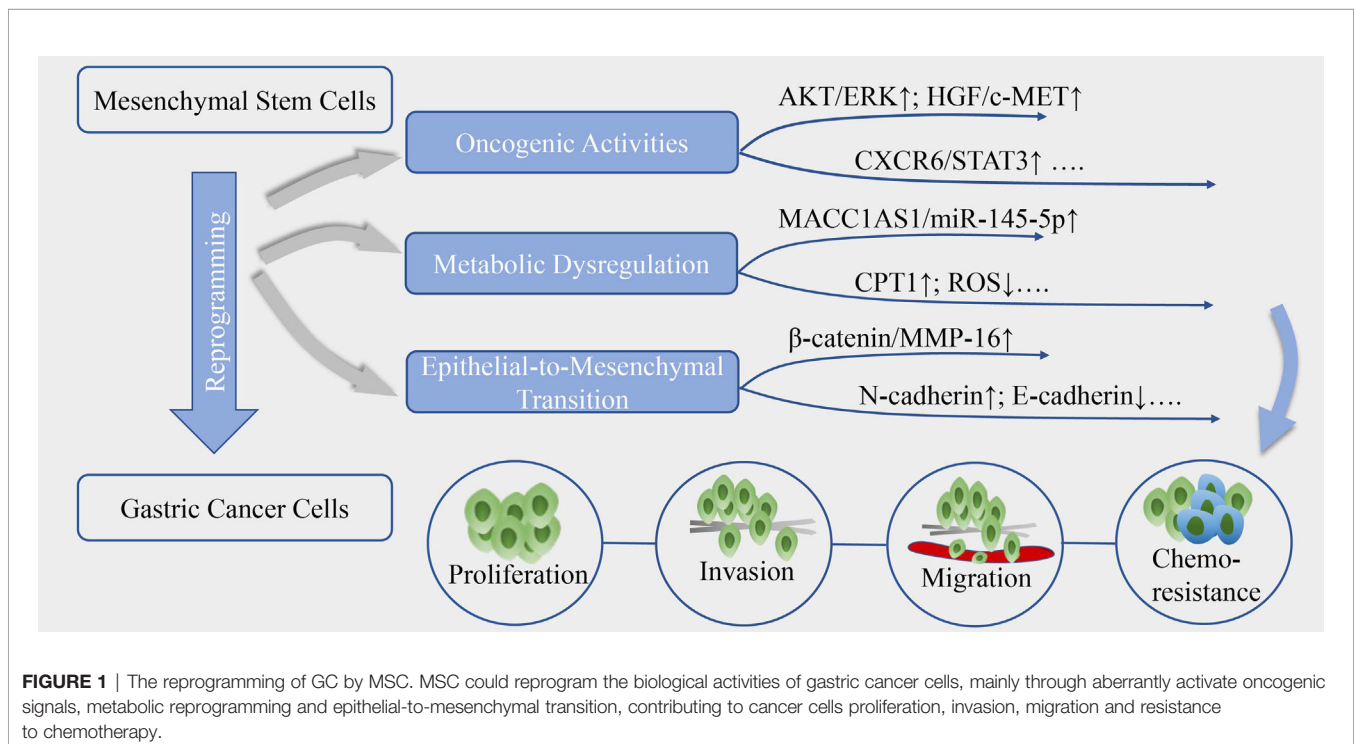 Mesenchymal Stem Cells
Reprogramming
Gastric Cancer Cells
Oncogenic Activities
AKT/ERK↑; HGF/c-MET↑
CXCR6/STAT3↑ ....
Metabolic Dysregulation
MACC1AS1/miR-145-5p↑
CPT1↑; ROS↓....
Epithelial-to-Mesenchymal
Transition
β-catenin/MMP-16↑
N-cadherin↑; E-cadherin↓....
Proliferation
Invasion
Migration
Chemo-
resistance
FIGURE 1 | The reprogramming of GC by MSC. MSC could reprogram the biological activities of gastric cancer cells, mainly through aberrantly activate oncogenic
signals, metabolic reprogramming and epithelial-to-mesenchymal transition, contributing to cancer cells proliferation, invasion, migration and resistance
to chemotherapy.